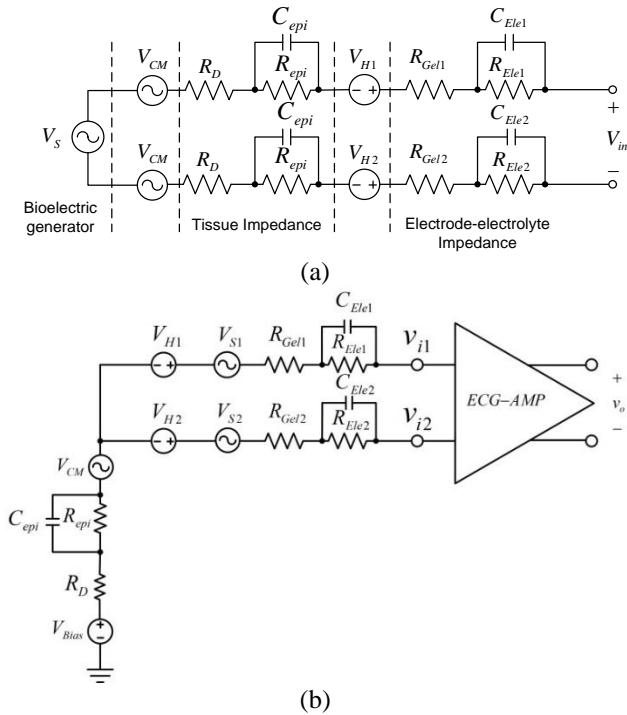 C_epi
C_Ele1
V_CM
R_D
R_epi
V_H1
R_Gel1
R_Ele1
+
V_S
C_epi
C_Ele2
V_in
V_CM
R_D
R_epi
V_H2
R_Gel2
R_Ele2
−
Bioelectric
generator
Tissue Impedance
Electrode-electrolyte
Impedance
(a)
C_Ele1
V_H1
V_S1
R_Gel1
R_Ele1
v_i1
C_Ele2
V_H2
V_S2
R_Gel2
R_Ele2
v_i2
ECG–AMP
+
v_o
−
V_CM
C_epi
R_epi
R_D
V_Bias
(b)